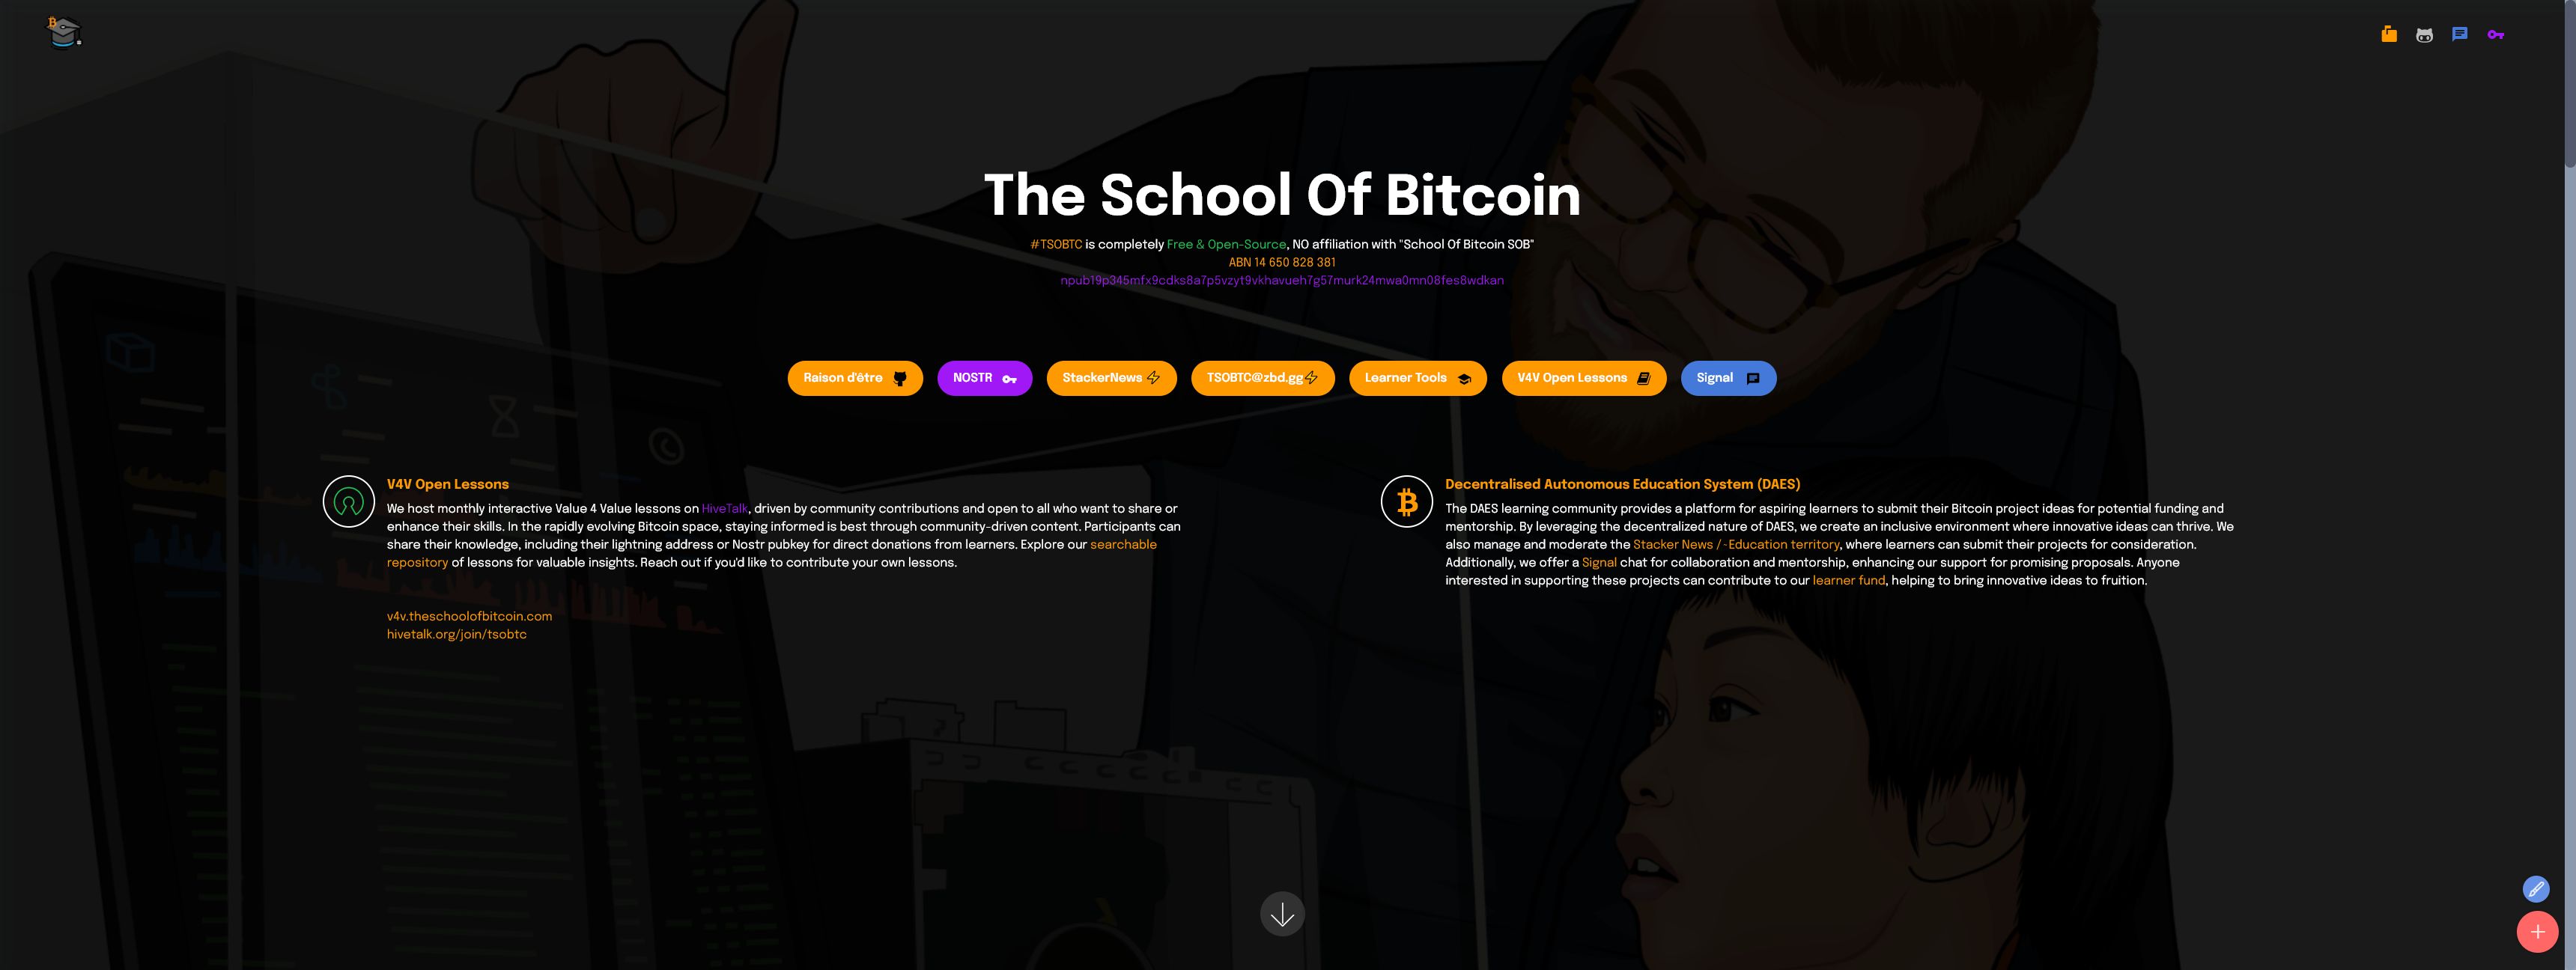 The School Of Bitcoin
#TSOBTC is completely Free & Open-Source, NO affiliation with "School Of Bitcoin SOB"
ABN 14 650 828 381
npub19p345mfx9cdks8a7p5vzyt9vkhavueh7g57murk24mwa0mn08fes8wdkan
Raison d'être
NOSTR
StackerNews
TSOBTC@zbd.gg
Learner Tools
V4V Open Lessons
Signal
V4V Open Lessons
We host monthly interactive Value 4 Value lessons on HiveTalk, driven by community contributions and open to all who want to share or
enhance their skills. In the rapidly evolving Bitcoin space, staying informed is best through community-driven content. Participants can
share their knowledge, including their lightning address or Nostr pubkey for direct donations from learners. Explore our searchable
repository of lessons for valuable insights. Reach out if you'd like to contribute your own lessons.
v4v.theschoolofbitcoin.com
hivetalk.org/join/tsobtc
Decentralised Autonomous Education System (DAES)
The DAES learning community provides a platform for aspiring learners to submit their Bitcoin project ideas for potential funding and
mentorship. By leveraging the decentralized nature of DAES, we create an inclusive environment where innovative ideas can thrive. We
also manage and moderate the Stacker News /~Education territory, where learners can submit their projects for consideration.
Additionally, we offer a Signal chat for collaboration and mentorship, enhancing our support for promising proposals. Anyone
interested in supporting these projects can contribute to our learner fund, helping to bring innovative ideas to fruition.